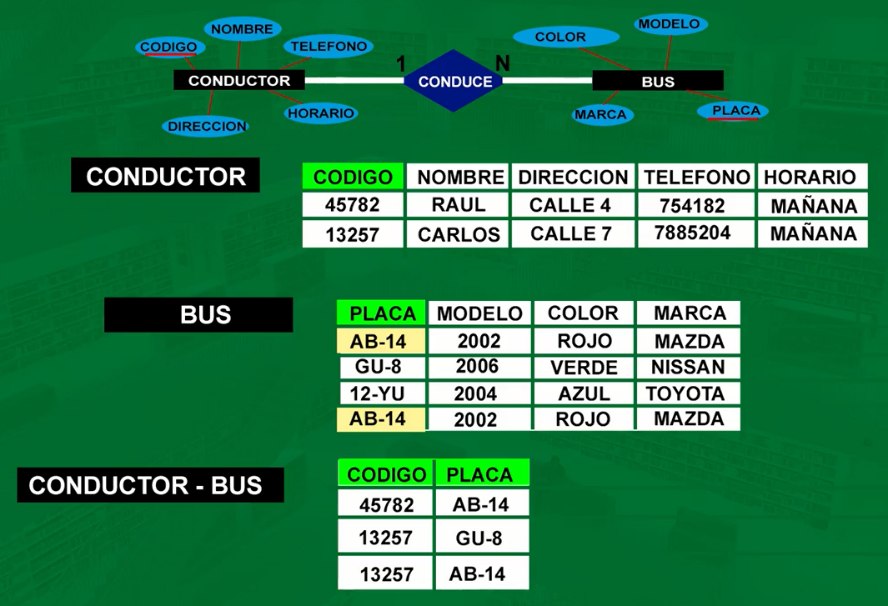 NOMBRE
MODELO
CODIGO
TELEFONO
COLOR
1
N
CONDUCTOR
CONDUCE
BUS
DIRECCION
HORARIO
MARCA
PLACA
CONDUCTOR
CODIGO NOMBRE DIRECCION TELEFONO HORARIO
45782 RAUL CALLE 4 754182 MAÑANA
13257 CARLOS CALLE 7 7885204 MAÑANA
BUS
PLACA MODELO COLOR MARCA
AB-14 2002 ROJO MAZDA
GU-8 2006 VERDE NISSAN
12-YU 2004 AZUL TOYOTA
AB-14 2002 ROJO MAZDA
CONDUCTOR - BUS
CODIGO PLACA
45782 AB-14
13257 GU-8
13257 AB-14